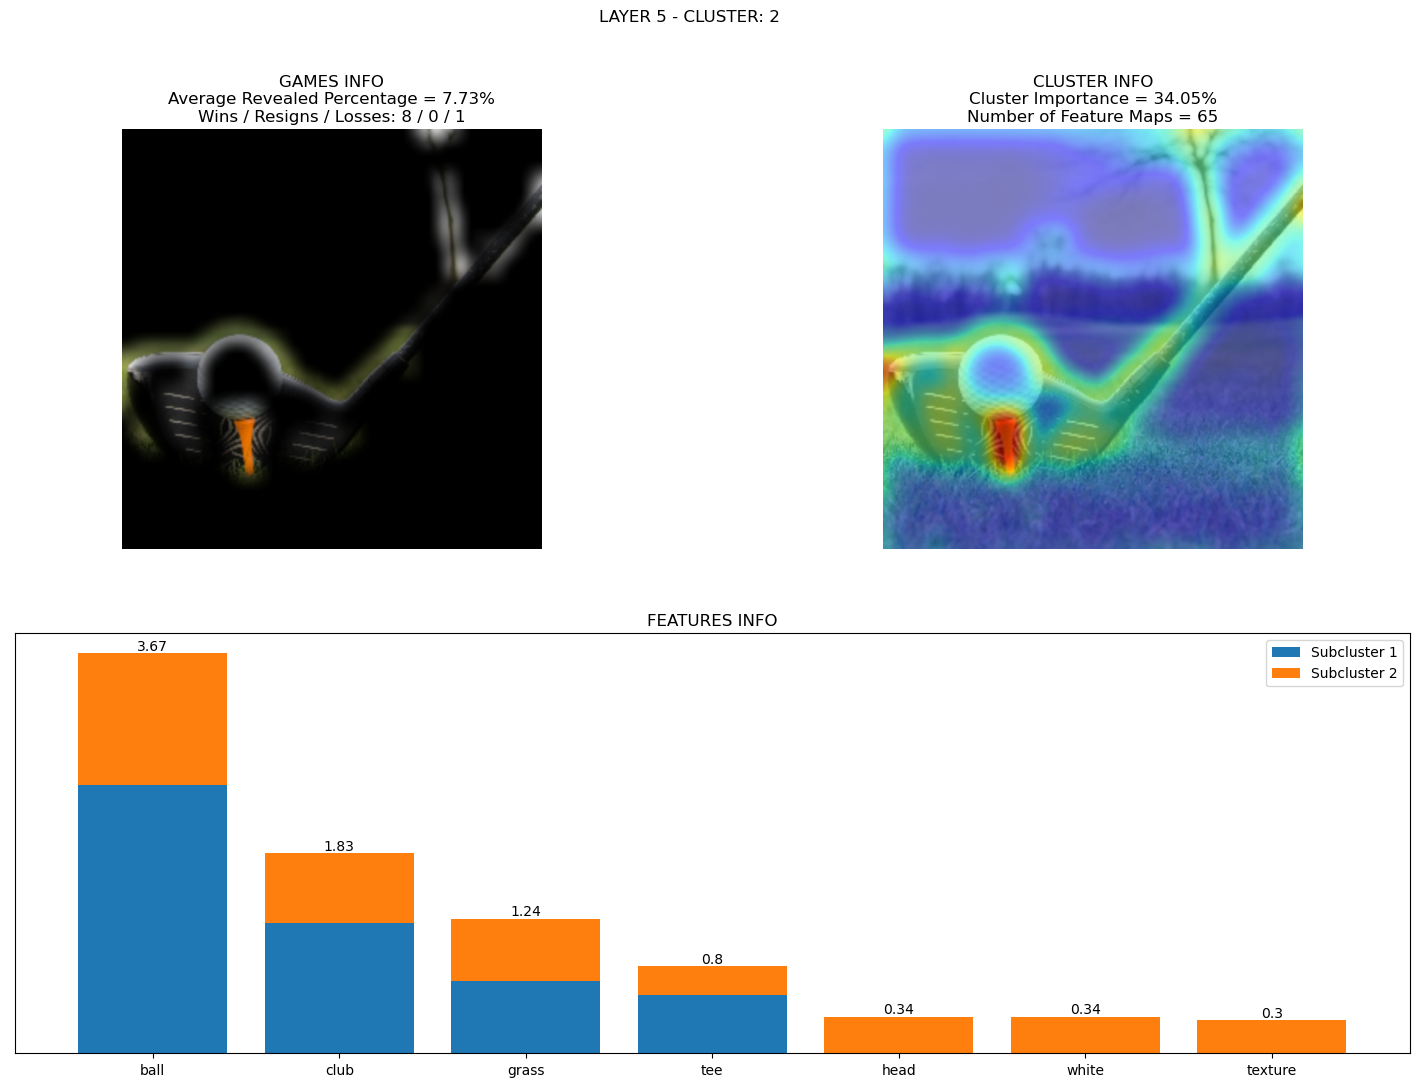 LAYER 5 - CLUSTER: 2
GAMES INFO
Average Revealed Percentage = 7.73%
Wins / Resigns / Losses: 8 / 0 / 1
CLUSTER INFO
Cluster Importance = 34.05%
Number of Feature Maps = 65
FEATURES INFO
Subcluster 1
Subcluster 2
3.67
1.83
1.24
0.8
0.34
0.34
0.3
ball
club
grass
tee
head
white
texture